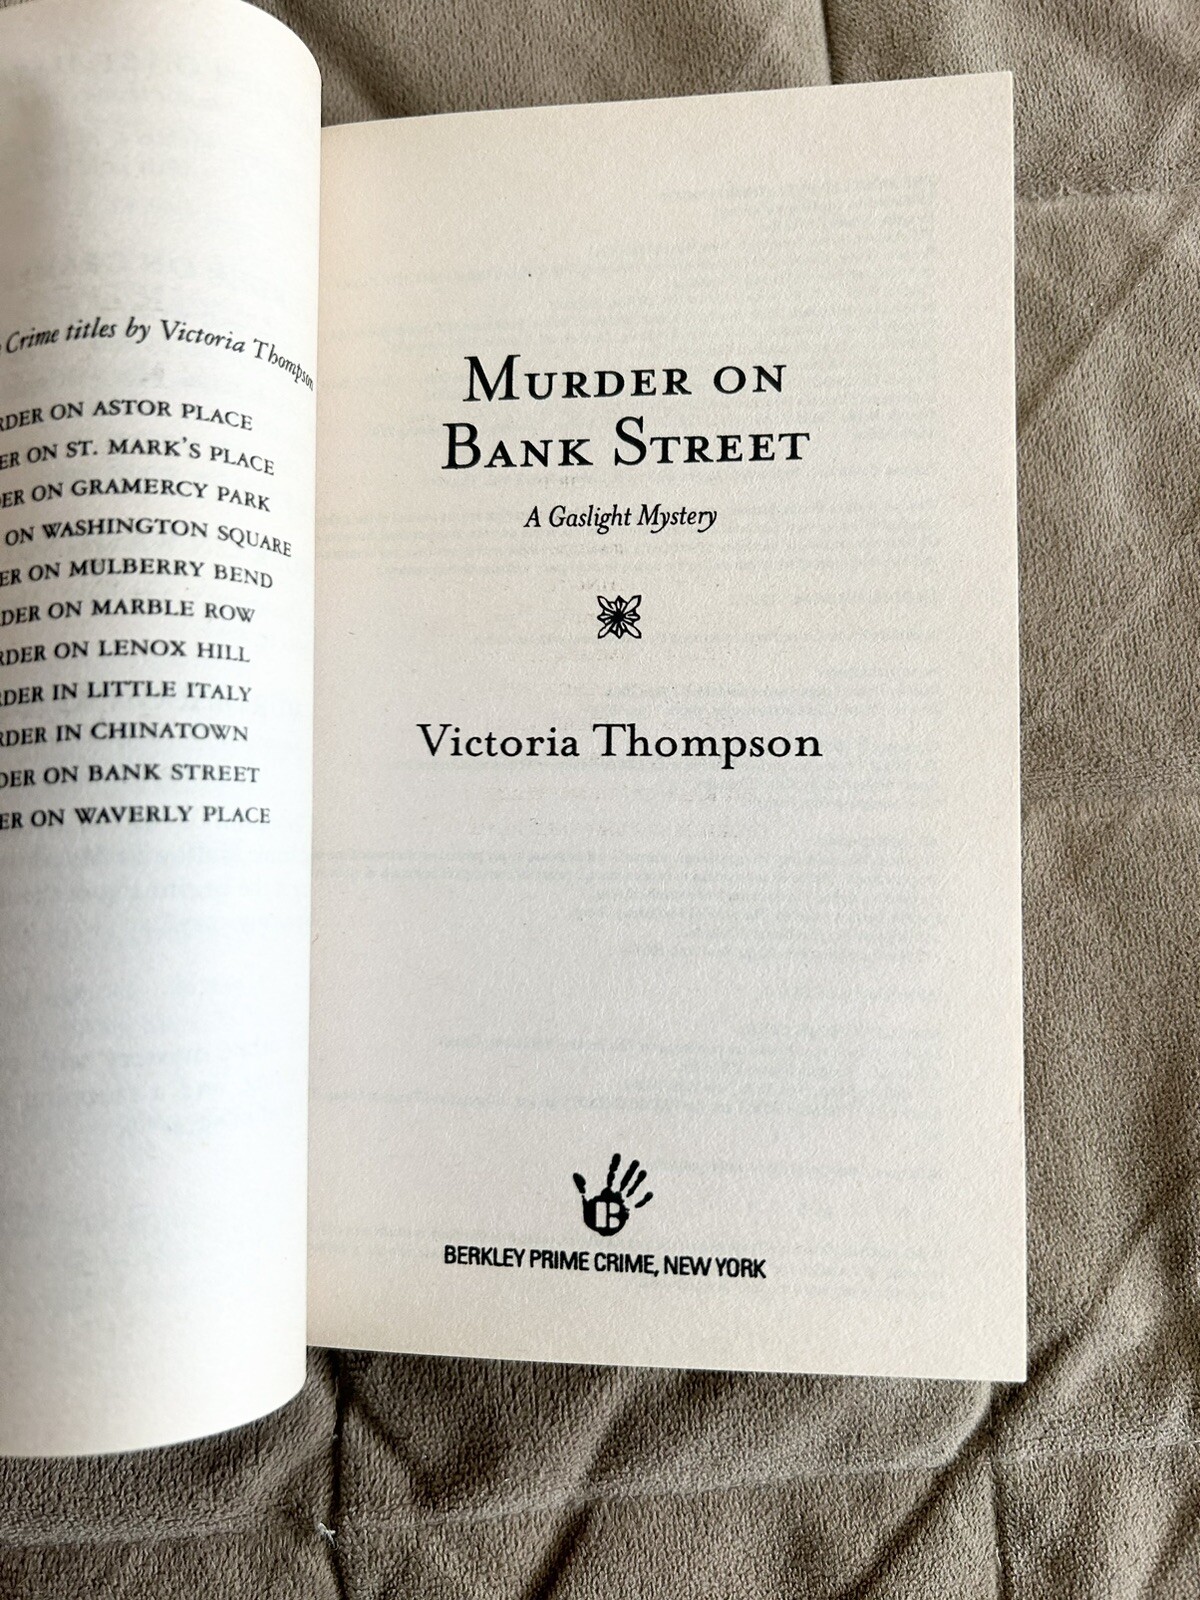 Crime titles by Victoria Thompson
RDER ON ASTOR PLACE
ER ON ST. MARK'S PLACE
DER ON GRAMERCY PARK
ON WASHINGTON SQUARE
ER ON MULBERRY BEND
DER ON MARBLE ROW
RDER ON LENOX HILL
RDER IN LITTLE ITALY
RDER IN CHINATOWN
DER ON BANK STREET
ER ON WAVERLY PLACE
MURDER ON
BANK STREET
A Gaslight Mystery
Victoria Thompson
B
BERKLEY PRIME CRIME, NEW YORK